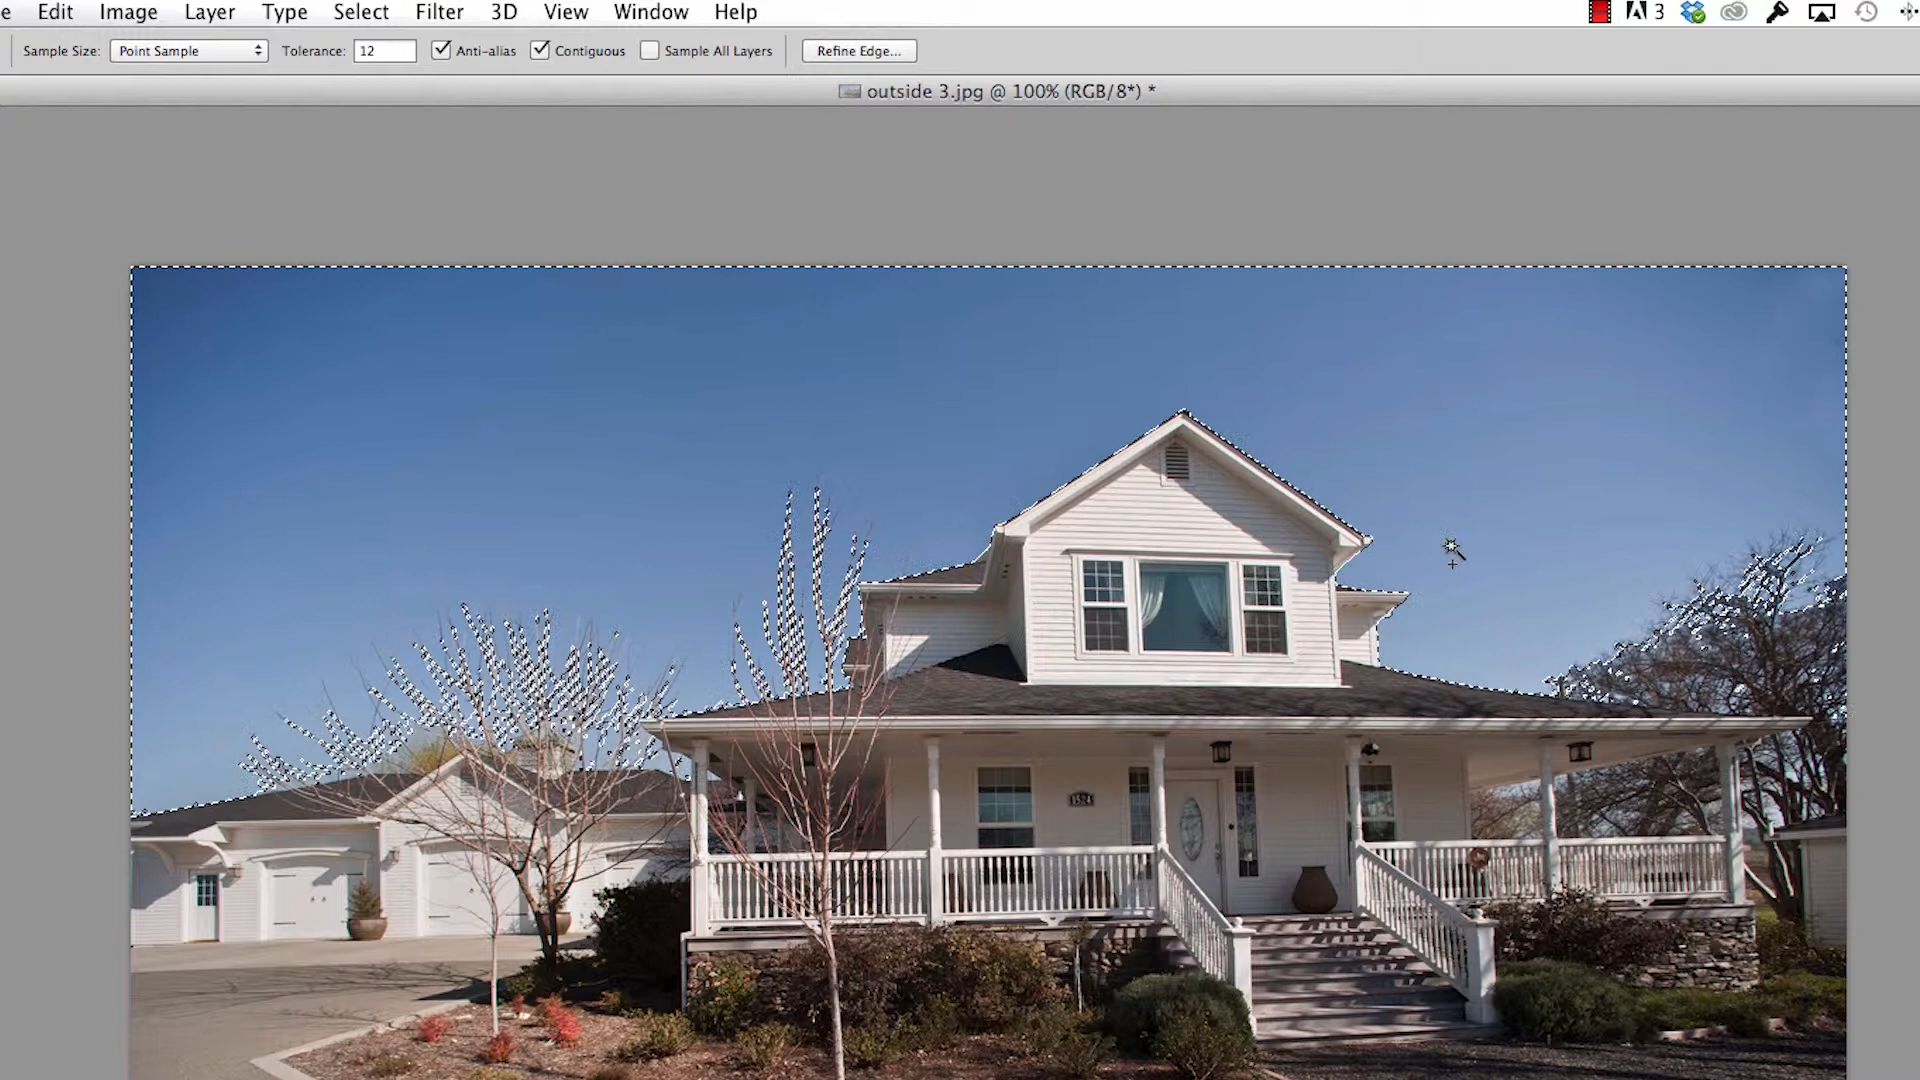 e Edit Image Layer Type Select Filter 3D View Window Help 3
Sample Size: Point Sample Tolerance: 12 Anti-alias Contiguous Sample All Layers Refine Edge...
outside 3.jpg @ 100% (RGB/8*) *
1524